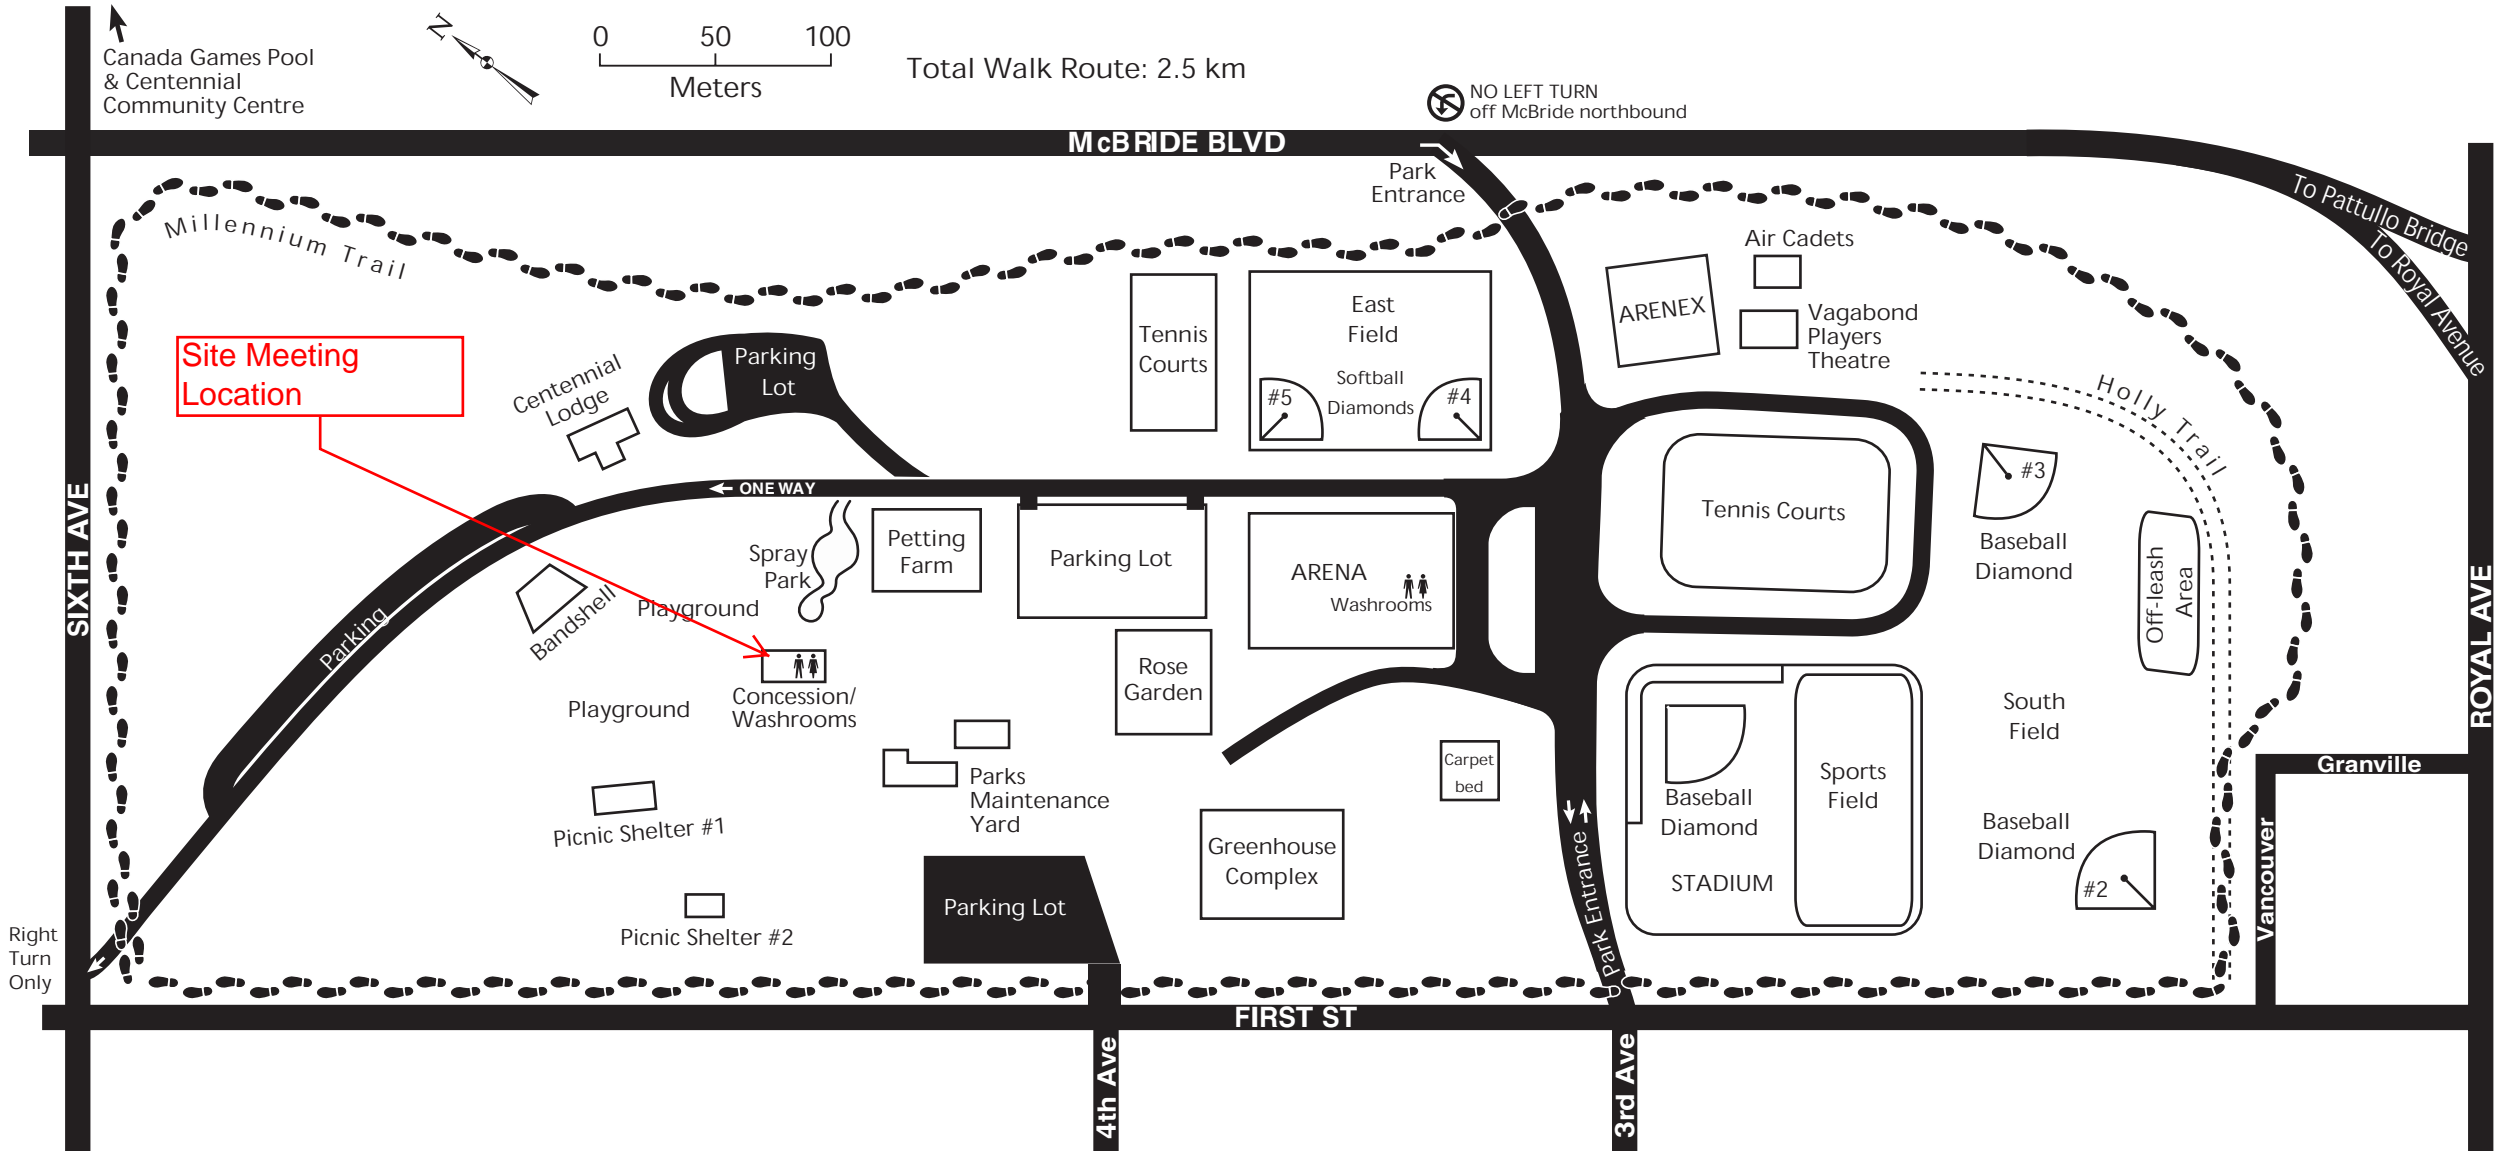 Canada Games Pool
& Centennial
Community Centre
N
0 50 100
Meters
Total Walk Route: 2.5 km
NO LEFT TURN
off McBride northbound
McBRIDE BLVD
Park
Entrance
To Pattullo Bridge
To Royal Avenue
Millennium Trail
Air Cadets
ARENEX
Vagabond
Players
Theatre
Holly Trail
Site Meeting
Location
Centennial
Lodge
Parking
Lot
Tennis
Courts
East
Field
Softball
Diamonds
#5
#4
ONE WAY
SIXTH AVE
Parking
Bandshell
Spray
Park
Playground
Petting
Farm
Parking Lot
ARENA
Washrooms
Tennis Courts
#3
Baseball
Diamond
Off-leash
Area
ROYAL AVE
Concession/
Washrooms
Playground
Rose
Garden
Parks
Maintenance
Yard
Picnic Shelter #1
Picnic Shelter #2
Parking Lot
Greenhouse
Complex
Carpet
bed
Park Entrance
Baseball
Diamond
STADIUM
Sports
Field
South
Field
Baseball
Diamond
#2
Granville
Vancouver
Right
Turn
Only
FIRST ST
4th Ave
3rd Ave